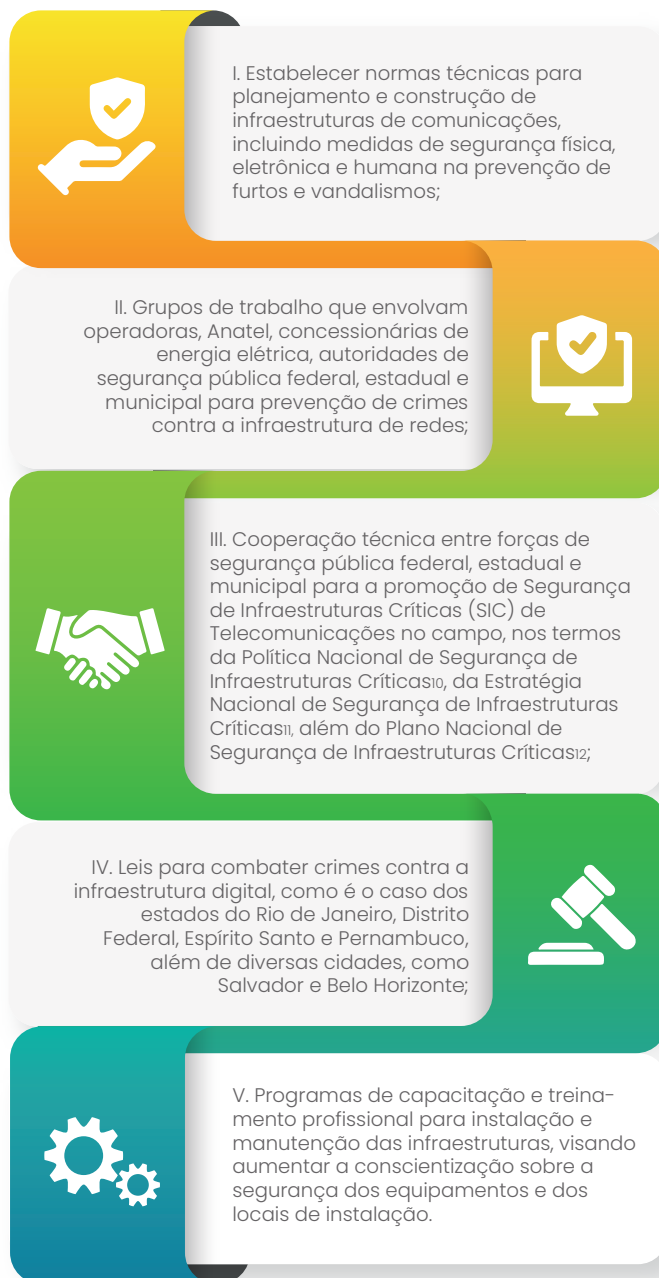 I. Estabelecer normas técnicas para
planejamento e construção de
infraestruturas de comunicações,
incluindo medidas de segurança física,
eletrônica e humana na prevenção de
furtos e vandalismos;
II. Grupos de trabalho que envolvam
operadoras, Anatel, concessionárias de
energia elétrica, autoridades de
segurança pública federal, estadual e
municipal para prevenção de crimes
contra a infraestrutura de redes;
III. Cooperação técnica entre forças de
segurança pública federal, estadual e
municipal para a promoção de Segurança
de Infraestruturas Críticas (SIC) de
Telecomunicações no campo, nos termos
da Política Nacional de Segurança de
Infraestruturas Críticas10, da Estratégia
Nacional de Segurança de Infraestruturas
Críticas11, além do Plano Nacional de
Segurança de Infraestruturas Críticas12;
IV. Leis para combater crimes contra a
infraestrutura digital, como é o caso dos
estados do Rio de Janeiro, Distrito
Federal, Espírito Santo e Pernambuco,
além de diversas cidades, como
Salvador e Belo Horizonte;
V. Programas de capacitação e treina-
mento profissional para instalação e
manutenção das infraestruturas, visando
aumentar a conscientização sobre a
segurança dos equipamentos e dos
locais de instalação.